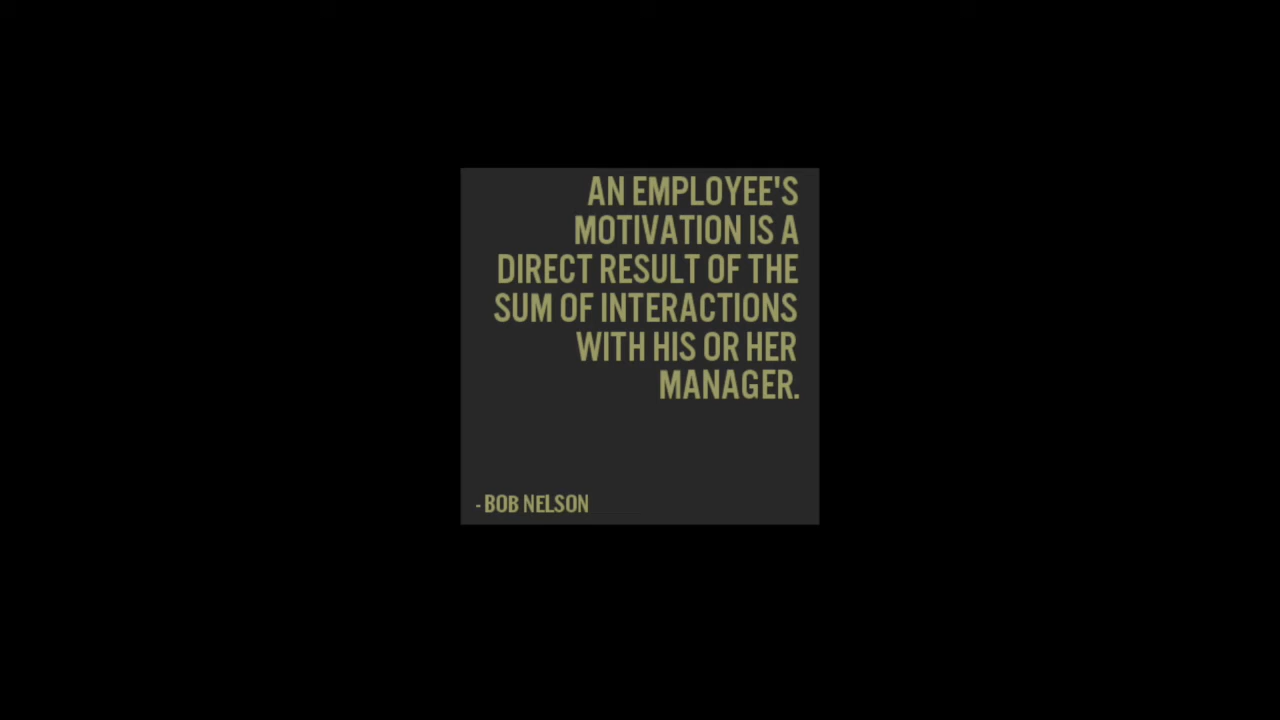 AN EMPLOYEE'S
MOTIVATION IS A
DIRECT RESULT OF THE
SUM OF INTERACTIONS
WITH HIS OR HER
MANAGER.
- BOB NELSON